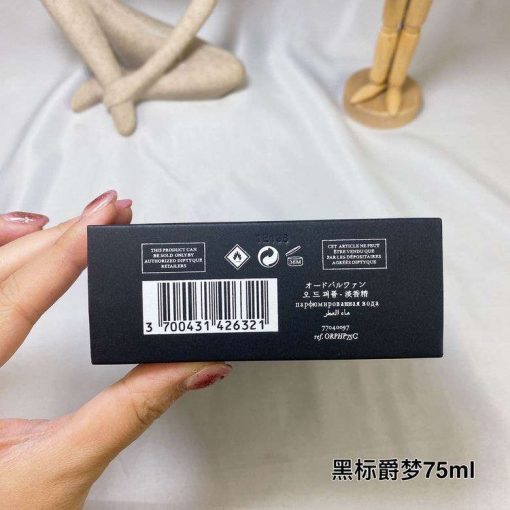 THIS PRODUCT CAN
BE SOLD ONLY BY
AUTHORIZED DIPTYQUE
RETAILERS
CET ARTICLE NE PEUT
ÊTRE VENDU QUE
PAR LES DÉPOSITAIRES
AGRÉÉS DIPTYQUE
36M
オードパルファン
오 드 퍼퓸 - 淡香精
парфюмированная вода
ماء العطر
77040097
ref. ORPHP75C
3 700431 426321
黑标爵梦75ml